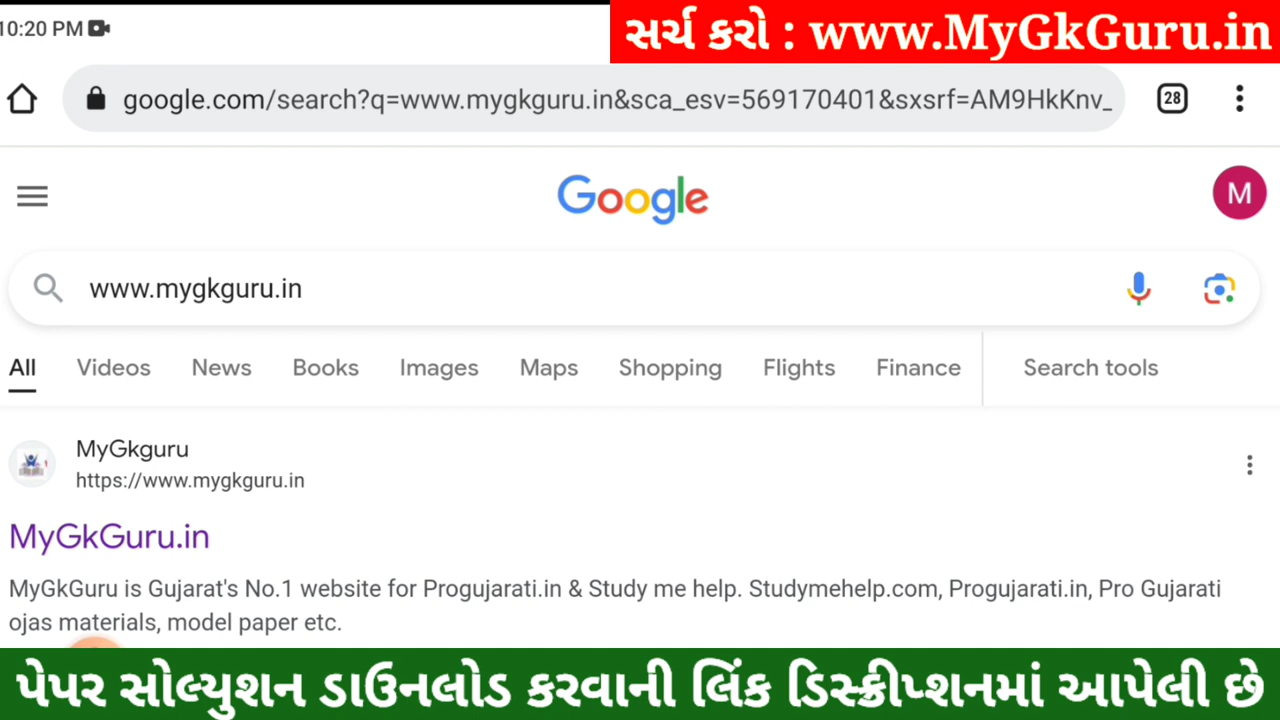 10:20 PM
સર્ચ કરો : www.MyGkGuru.in
google.com/search?q=www.mygkguru.in&sca_esv=569170401&sxsrf=AM9HkKnv_
28
Google
M
www.mygkguru.in
All Videos News Books Images Maps Shopping Flights Finance Search tools
MyGkguru
https://www.mygkguru.in
MyGkGuru.in
MyGkGuru is Gujarat's No.1 website for Progujarati.in & Study me help. Studymehelp.com, Progujarati.in, Pro Gujarati
ojas materials, model paper etc.
પેપર સોલ્યુશન ડાઉનલોડ કરવાની લિંક ડિસ્ક્રીપ્શનમાં આપેલી છે